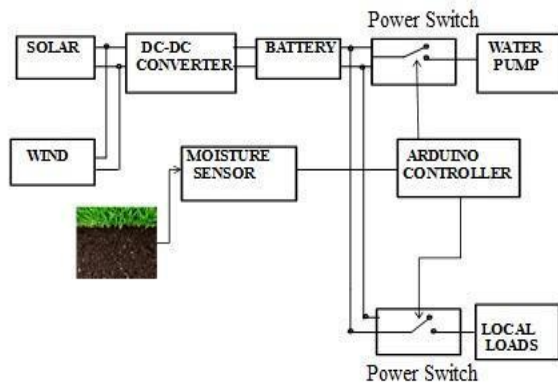 Power Switch
SOLAR
DC-DC
CONVERTER
BATTERY
WATER
PUMP
WIND
MOISTURE
SENSOR
ARDUINO
CONTROLLER
LOCAL
LOADS
Power Switch